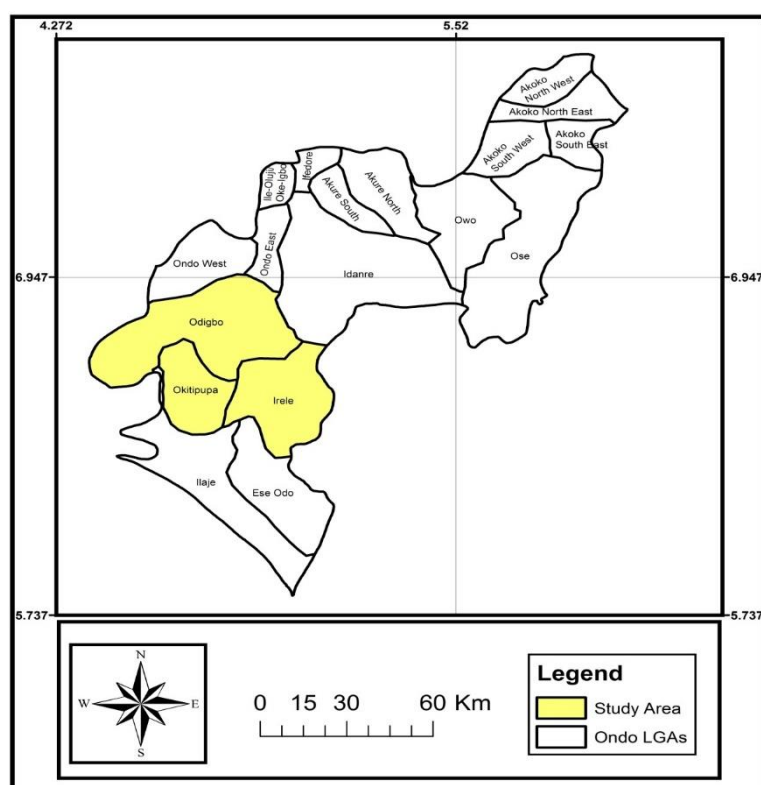 4.272
5.52
Akoko
North West
Akoko North East
Akoko
South West
Akoko
South East
Ile-Oluji
Oke-Igbo
Ifedore
Akure South
Akure North
Owo
Ose
Ondo West
Ondo East
Idanre
6.947
6.947
Odigbo
Okitipupa
Irele
Ilaje
Ese Odo
5.737
5.737
N
W
E
S
0 15 30 60 Km
Legend
Study Area
Ondo LGAs